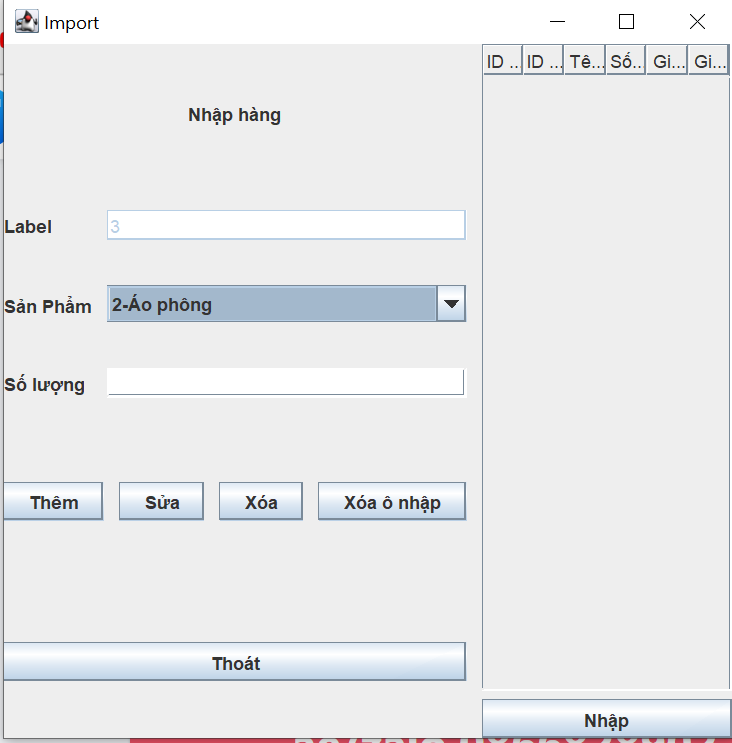 Import
Nhập hàng
Label 3
Sản Phẩm 2-Áo phông
Số lượng
Thêm Sửa Xóa Xóa ô nhập
Thoát
ID ... ID ... Tê... Số... Gi... Gi...
Nhập